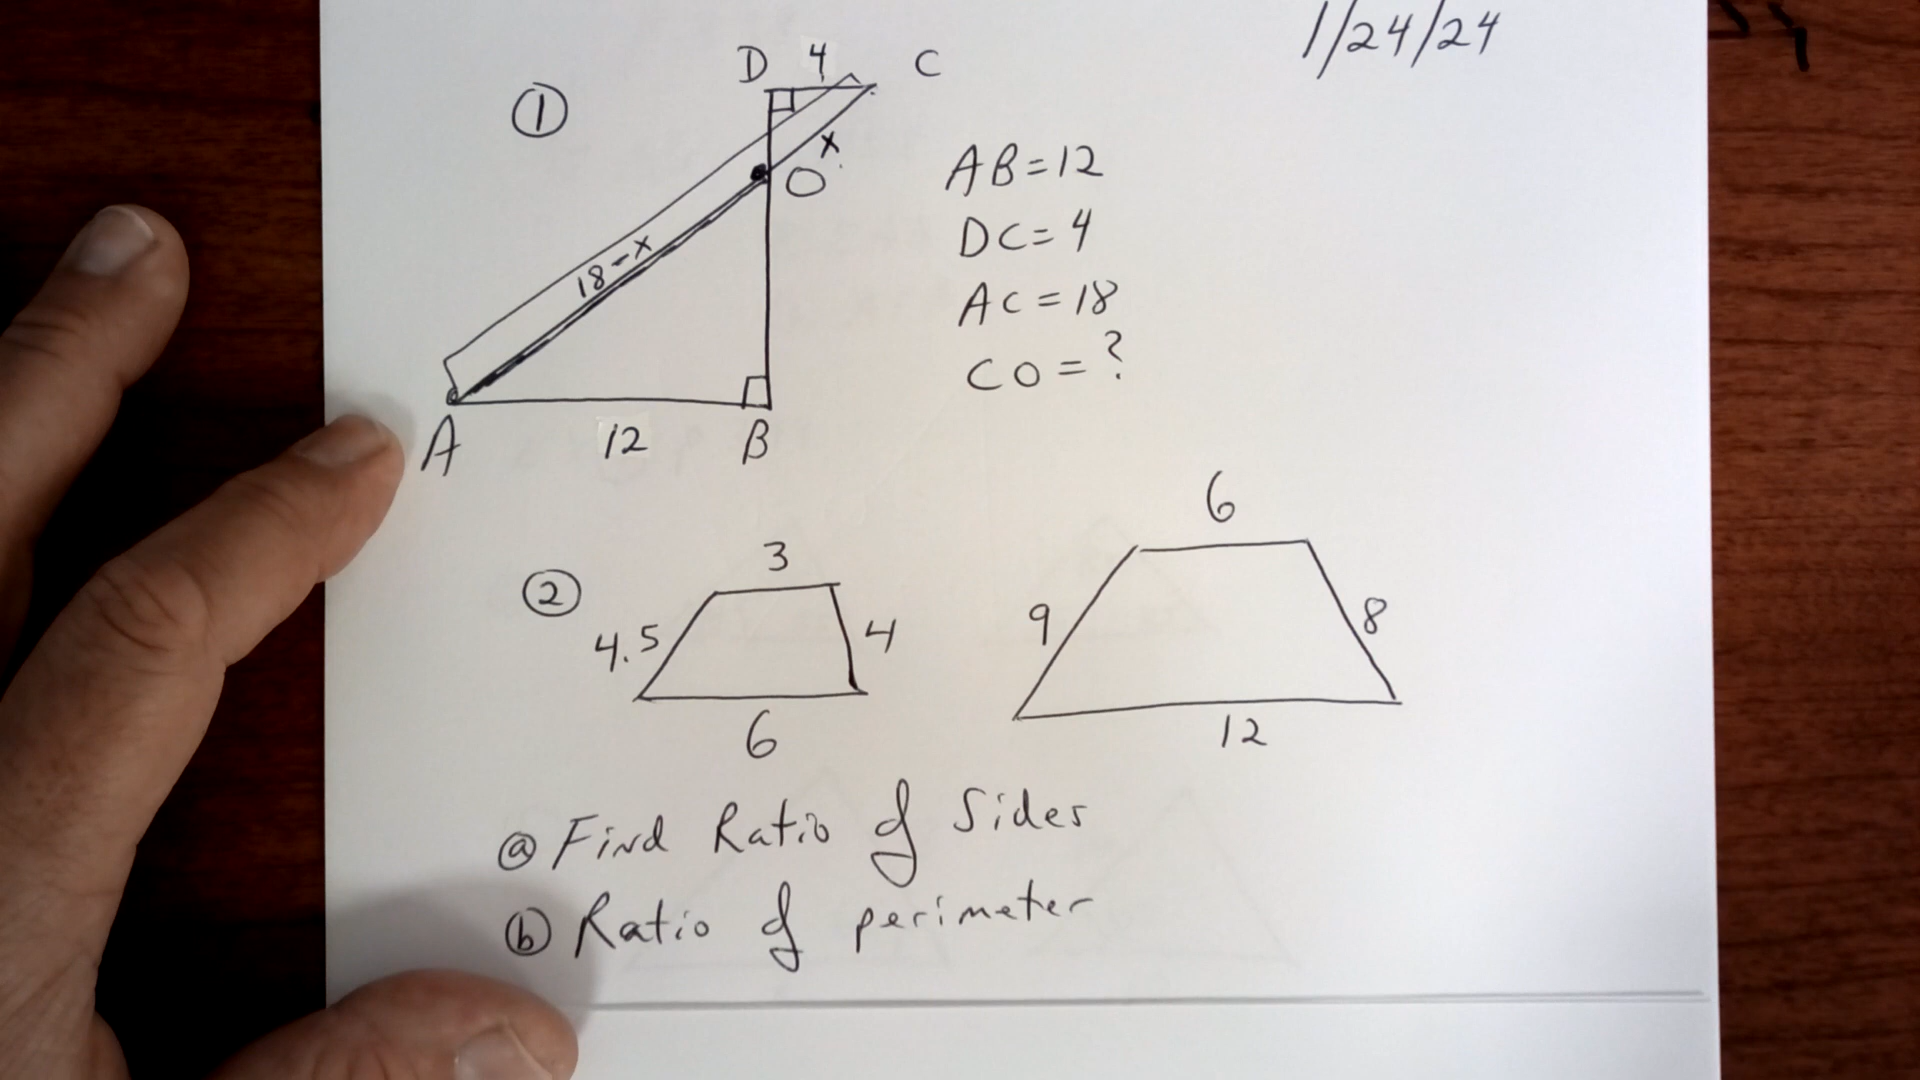 1/24/24
①
D 4 C
x
O
18-x
A 12 B
AB=12
DC=4
AC=18
CO=?
②
3
4.5
4
6
6
9
8
12
ⓐ Find Ratio of Sides
ⓑ Ratio of perimeter